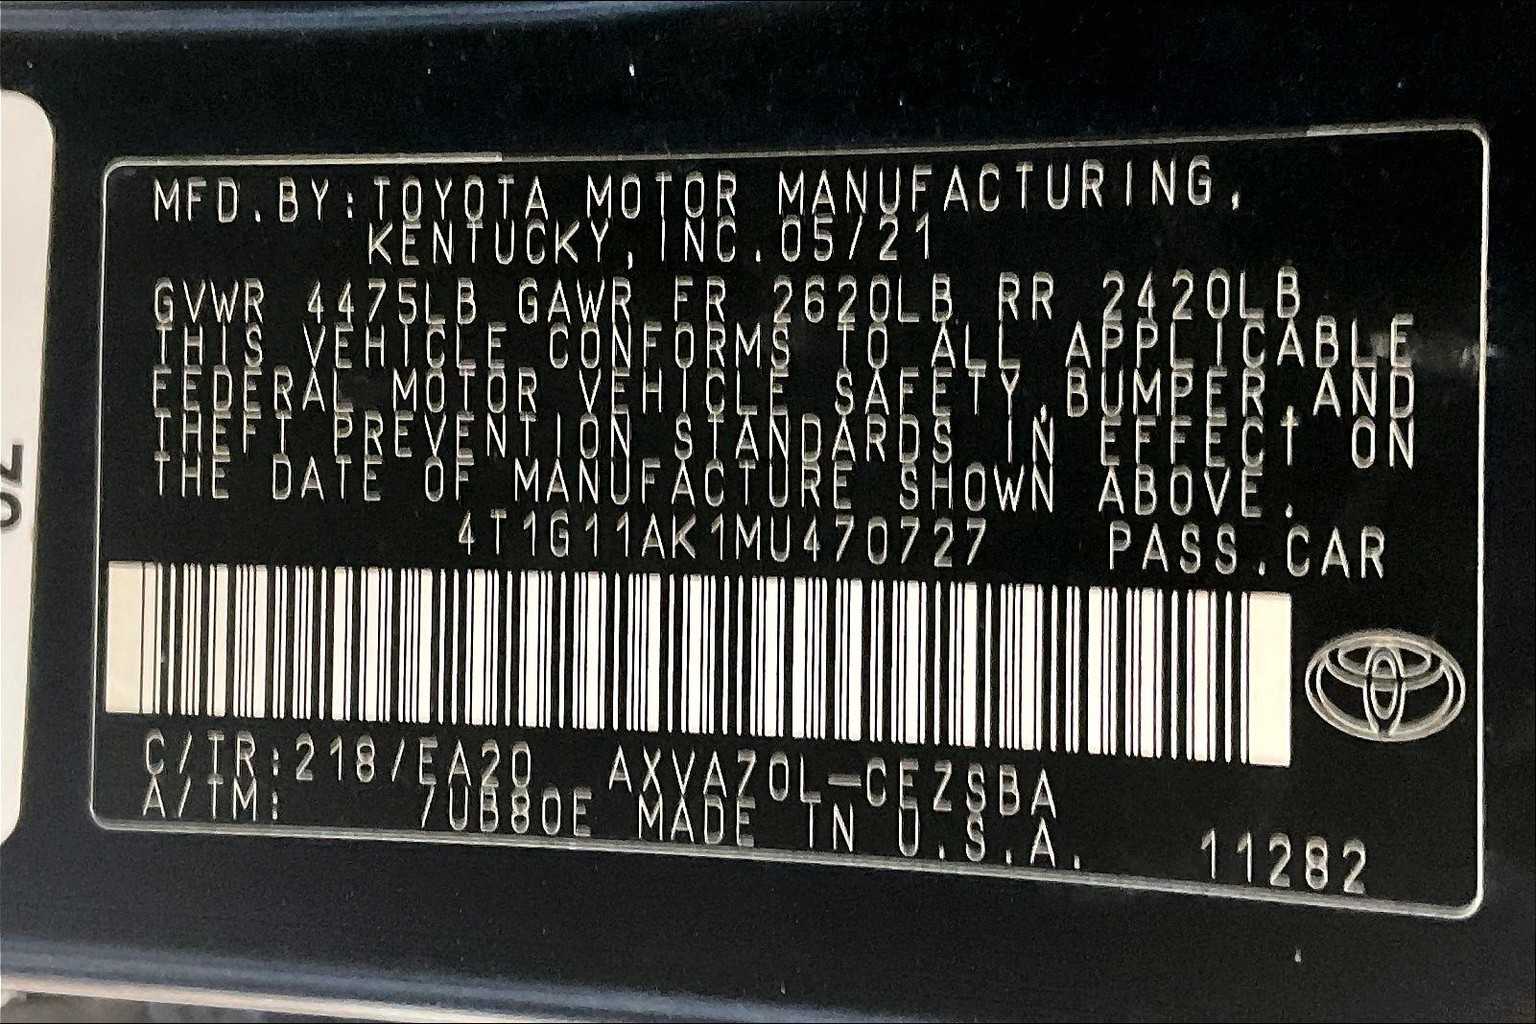 MFD.BY:TOYOTA MOTOR MANUFACTURING,
KENTUCKY,INC.05/21
GVWR 4475LB GAWR FR 2620LB RR 2420LB
THIS VEHICLE CONFORMS TO ALL APPLICABLE
FEDERAL MOTOR VEHICLE SAFETY,BUMPER,AND
THEFT PREVENTION STANDARDS IN EFFECT ON
THE DATE OF MANUFACTURE SHOWN ABOVE.
4T1G11AK1MU470727 PASS.CAR
C/TR:218/EA20 AXVA70L-CEZSBA
A/TM: 7UB80E MADE IN U.S.A. 11282